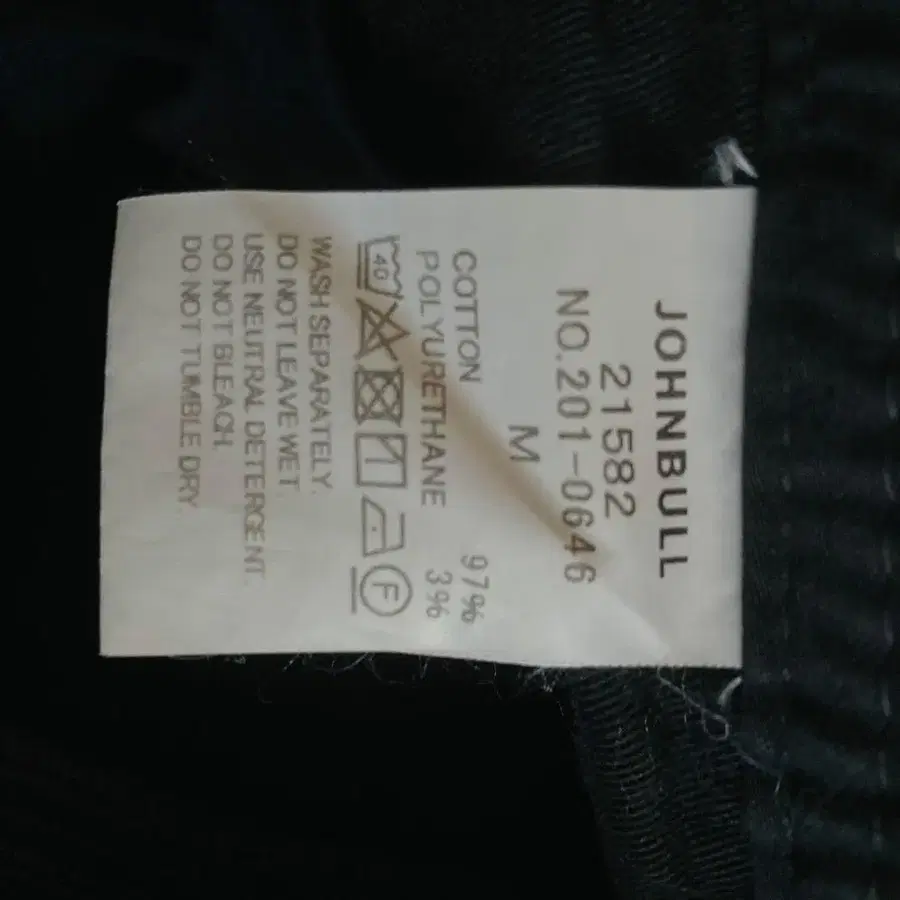 JOHNBULL
21582
NO.201-0646
M
COTTON 97%
POLYURETHANE 3%
40
F
WASH SEPARATELY.
DO NOT LEAVE WET.
USE NEUTRAL DETERGENT.
DO NOT BLEACH.
DO NOT TUMBLE DRY.